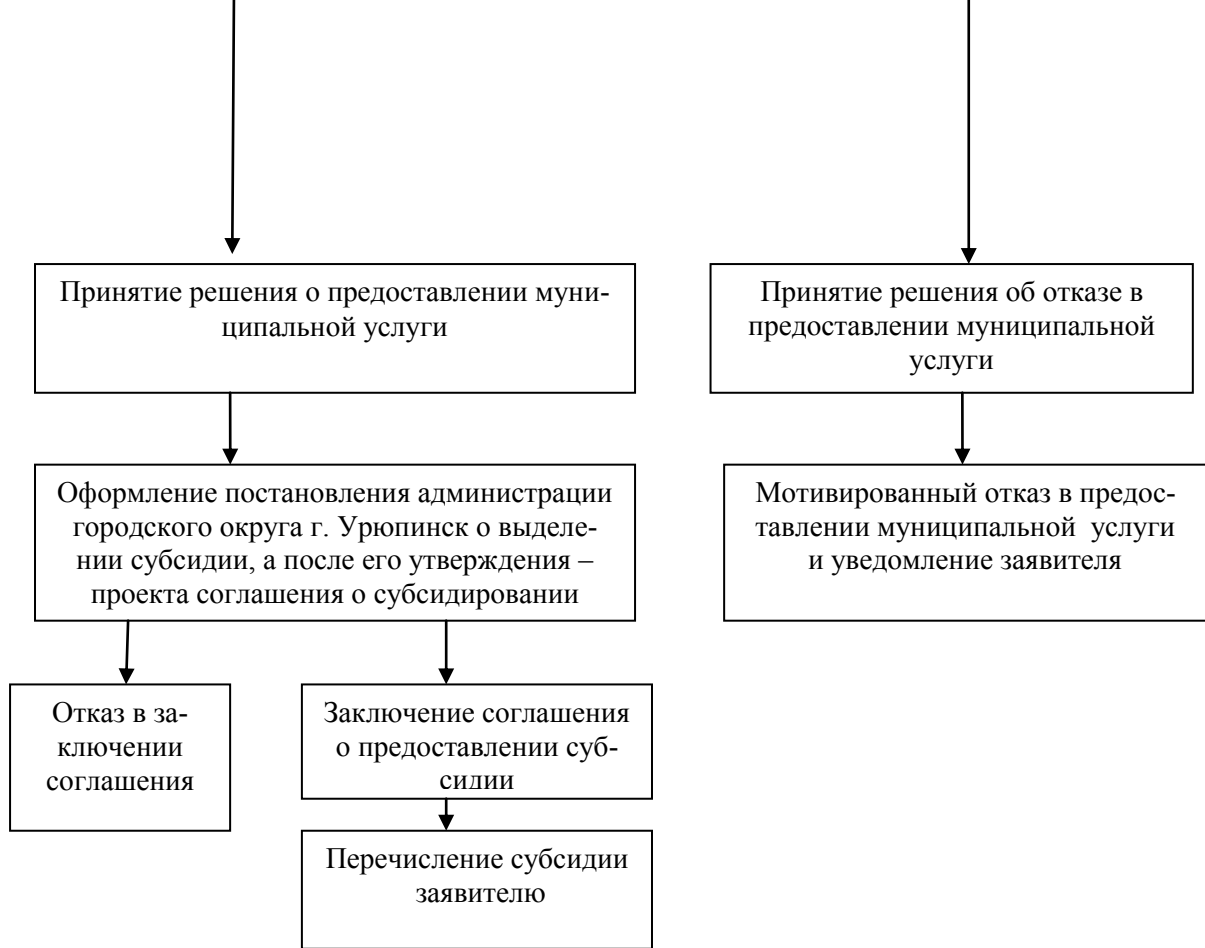 Принятие решения о предоставлении муни-
ципальной услуги
Принятие решения об отказе в
предоставлении муниципальной
услуги
Оформление постановления администрации
городского округа г. Урюпинск о выделе-
нии субсидии, а после его утверждения –
проекта соглашения о субсидировании
Мотивированный отказ в предос-
тавлении муниципальной  услуги
и уведомление заявителя
Отказ в за-
ключении
соглашения
Заключение соглашения
о предоставлении суб-
сидии
Перечисление субсидии
заявителю